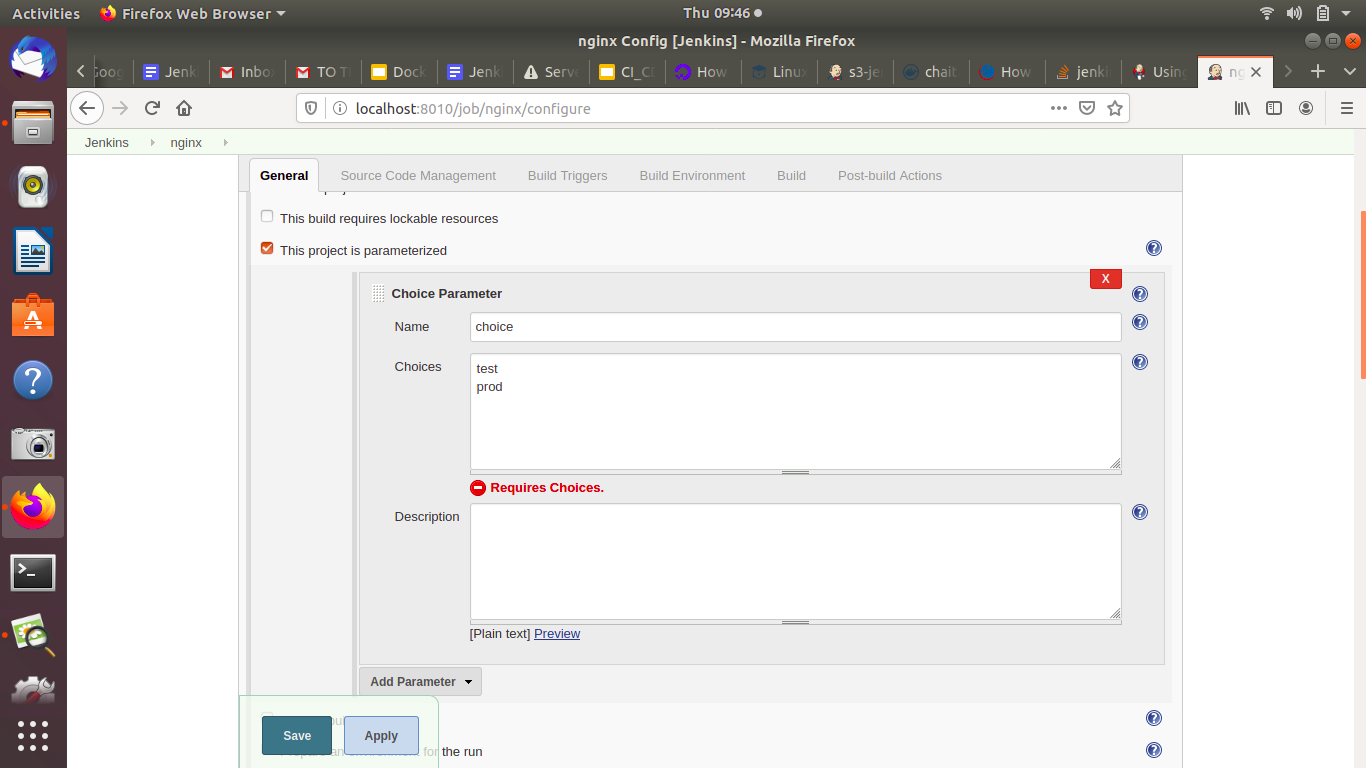 Activities Firefox Web Browser Thu 09:46
nginx Config [Jenkins] - Mozilla Firefox
Goog Jenk Inbo TO T Dock Jenk Serve CI_C How Linu s3-je chait How jenki Using ng
localhost:8010/job/nginx/configure
Jenkins nginx
General Source Code Management Build Triggers Build Environment Build Post-build Actions
This build requires lockable resources
This project is parameterized
X
Choice Parameter
Name choice
Choices test
prod
Requires Choices.
Description
[Plain text] Preview
Add Parameter
Save Apply
for the run